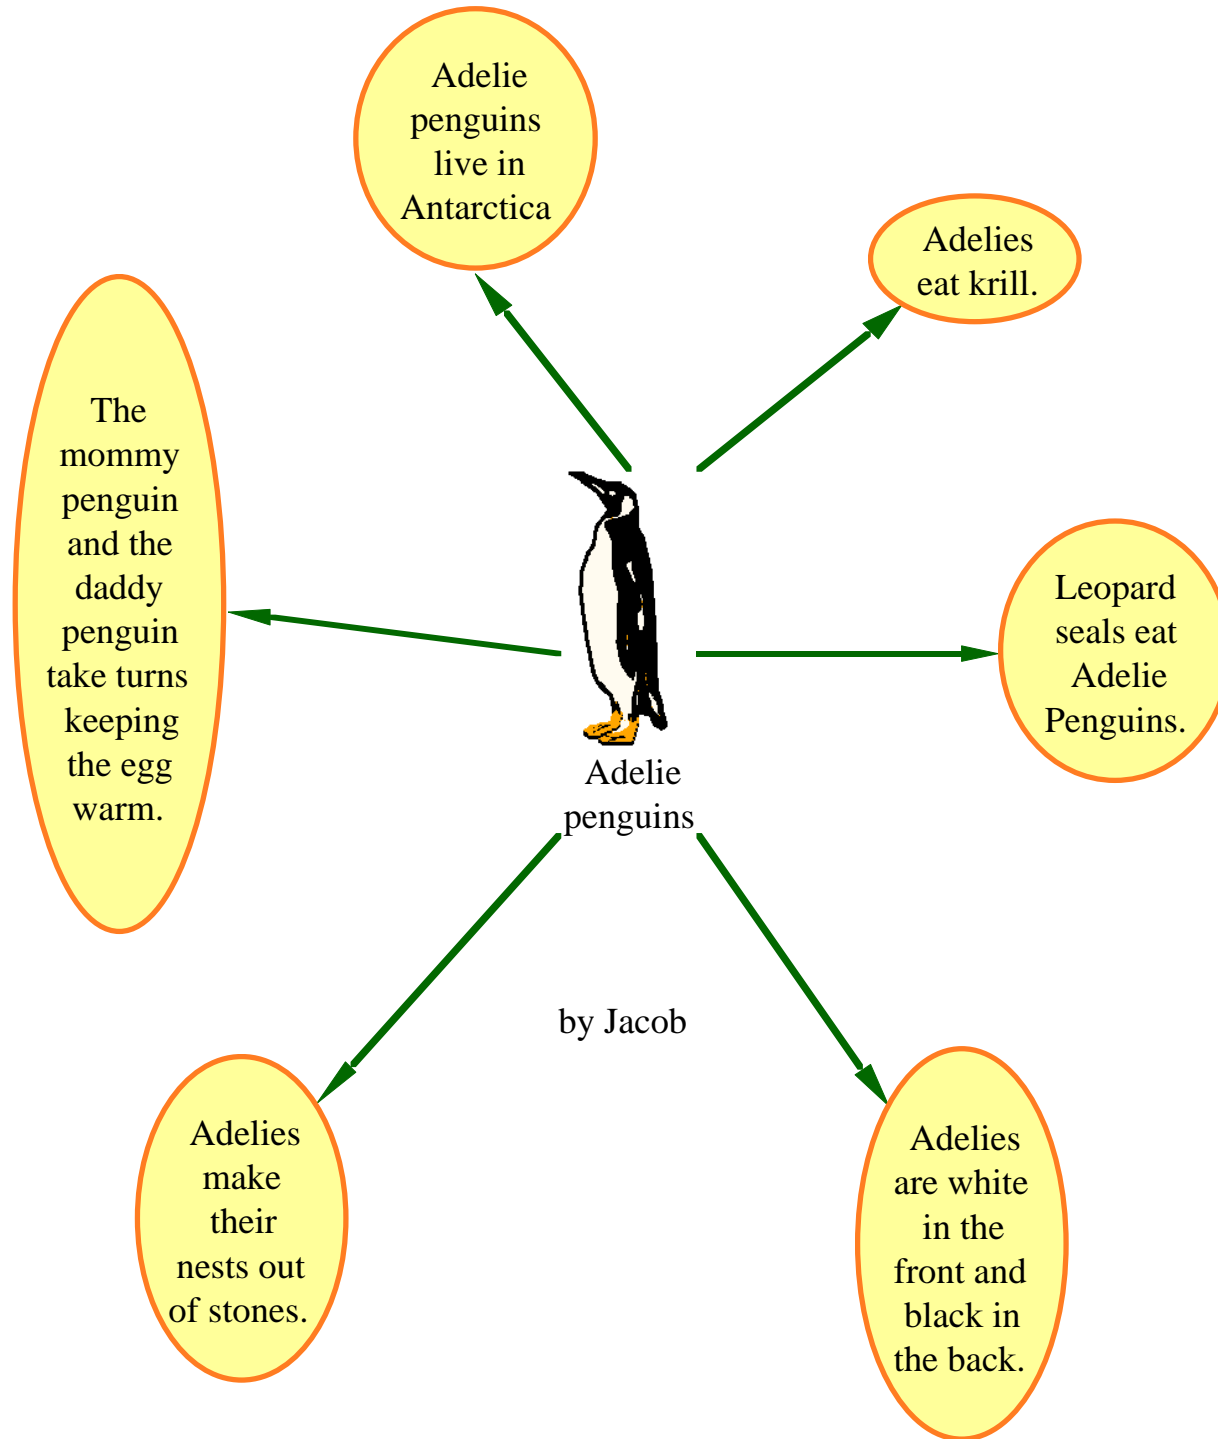 Adelie
penguins
live in
Antarctica
Adelies
eat krill.
The
mommy
penguin
and the
daddy
penguin
take turns
keeping
the egg
warm.
Leopard
seals eat
Adelie
Penguins.
Adelie
penguins
by Jacob
Adelies
make
their
nests out
of stones.
Adelies
are white
in the
front and
black in
the back.